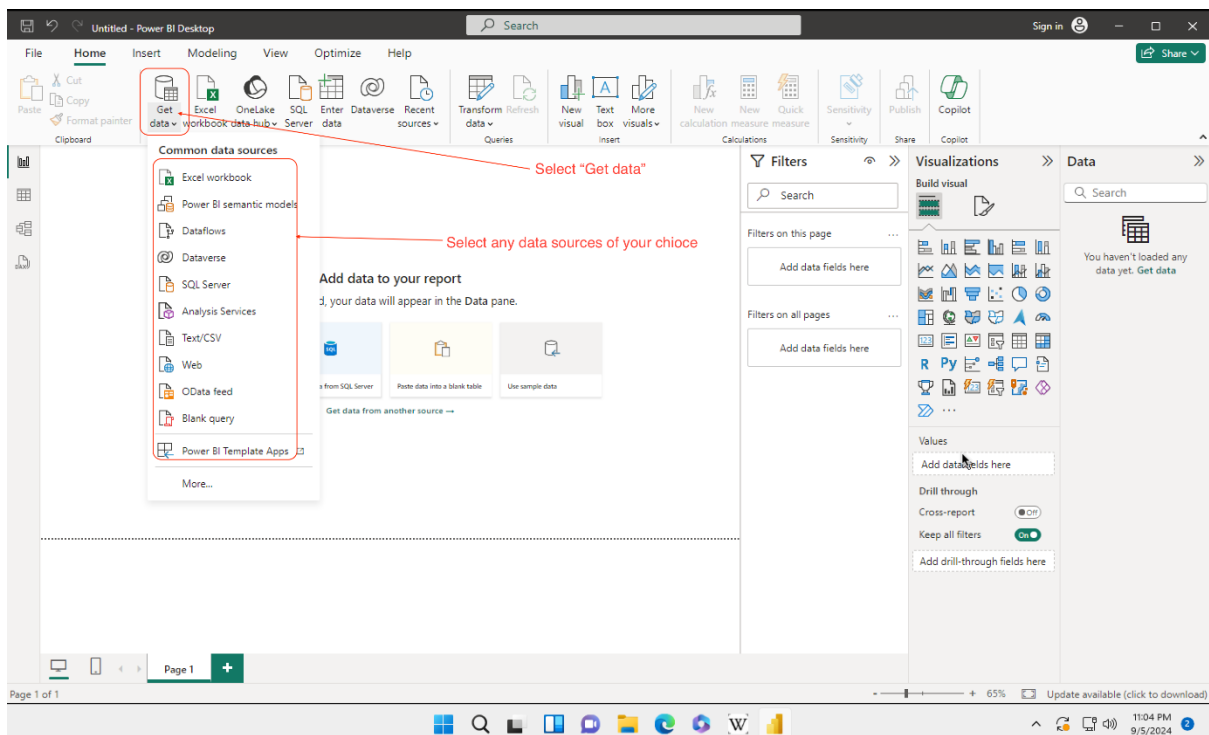 Untitled - Power BI Desktop
Search
Sign in
File Home Insert Modeling View Optimize Help
Share
Paste
Cut
Copy
Format painter
Clipboard
Get data
Excel workbook
OneLake data hub
SQL Server
Enter data
Dataverse
Recent sources
Transform data
Refresh
Queries
New visual
Text box
More visuals
Insert
New calculation
New measure
Quick measure
Calculations
Sensitivity
Sensitivity
Publish
Share
Copilot
Copilot
Common data sources
Excel workbook
Power BI semantic models
Dataflows
Dataverse
SQL Server
Analysis Services
Text/CSV
Web
OData feed
Blank query
Power BI Template Apps
More...
Select “Get data”
Select any data sources of your chioce
Add data to your report
d, your data will appear in the Data pane.
SQL
a from SQL Server
Paste data into a blank table
Use sample data
Get data from another source →
Filters
Search
Filters on this page ...
Add data fields here
Filters on all pages ...
Add data fields here
Visualizations
Build visual
123
R Py
123
...
Values
Add data fields here
Drill through
Cross-report Off
Keep all filters On
Add drill-through fields here
Data
Search
You haven't loaded any
data yet. Get data
Page 1
+
Page 1 of 1
- + 65%
Update available (click to download)
W
11:04 PM
9/5/2024
2